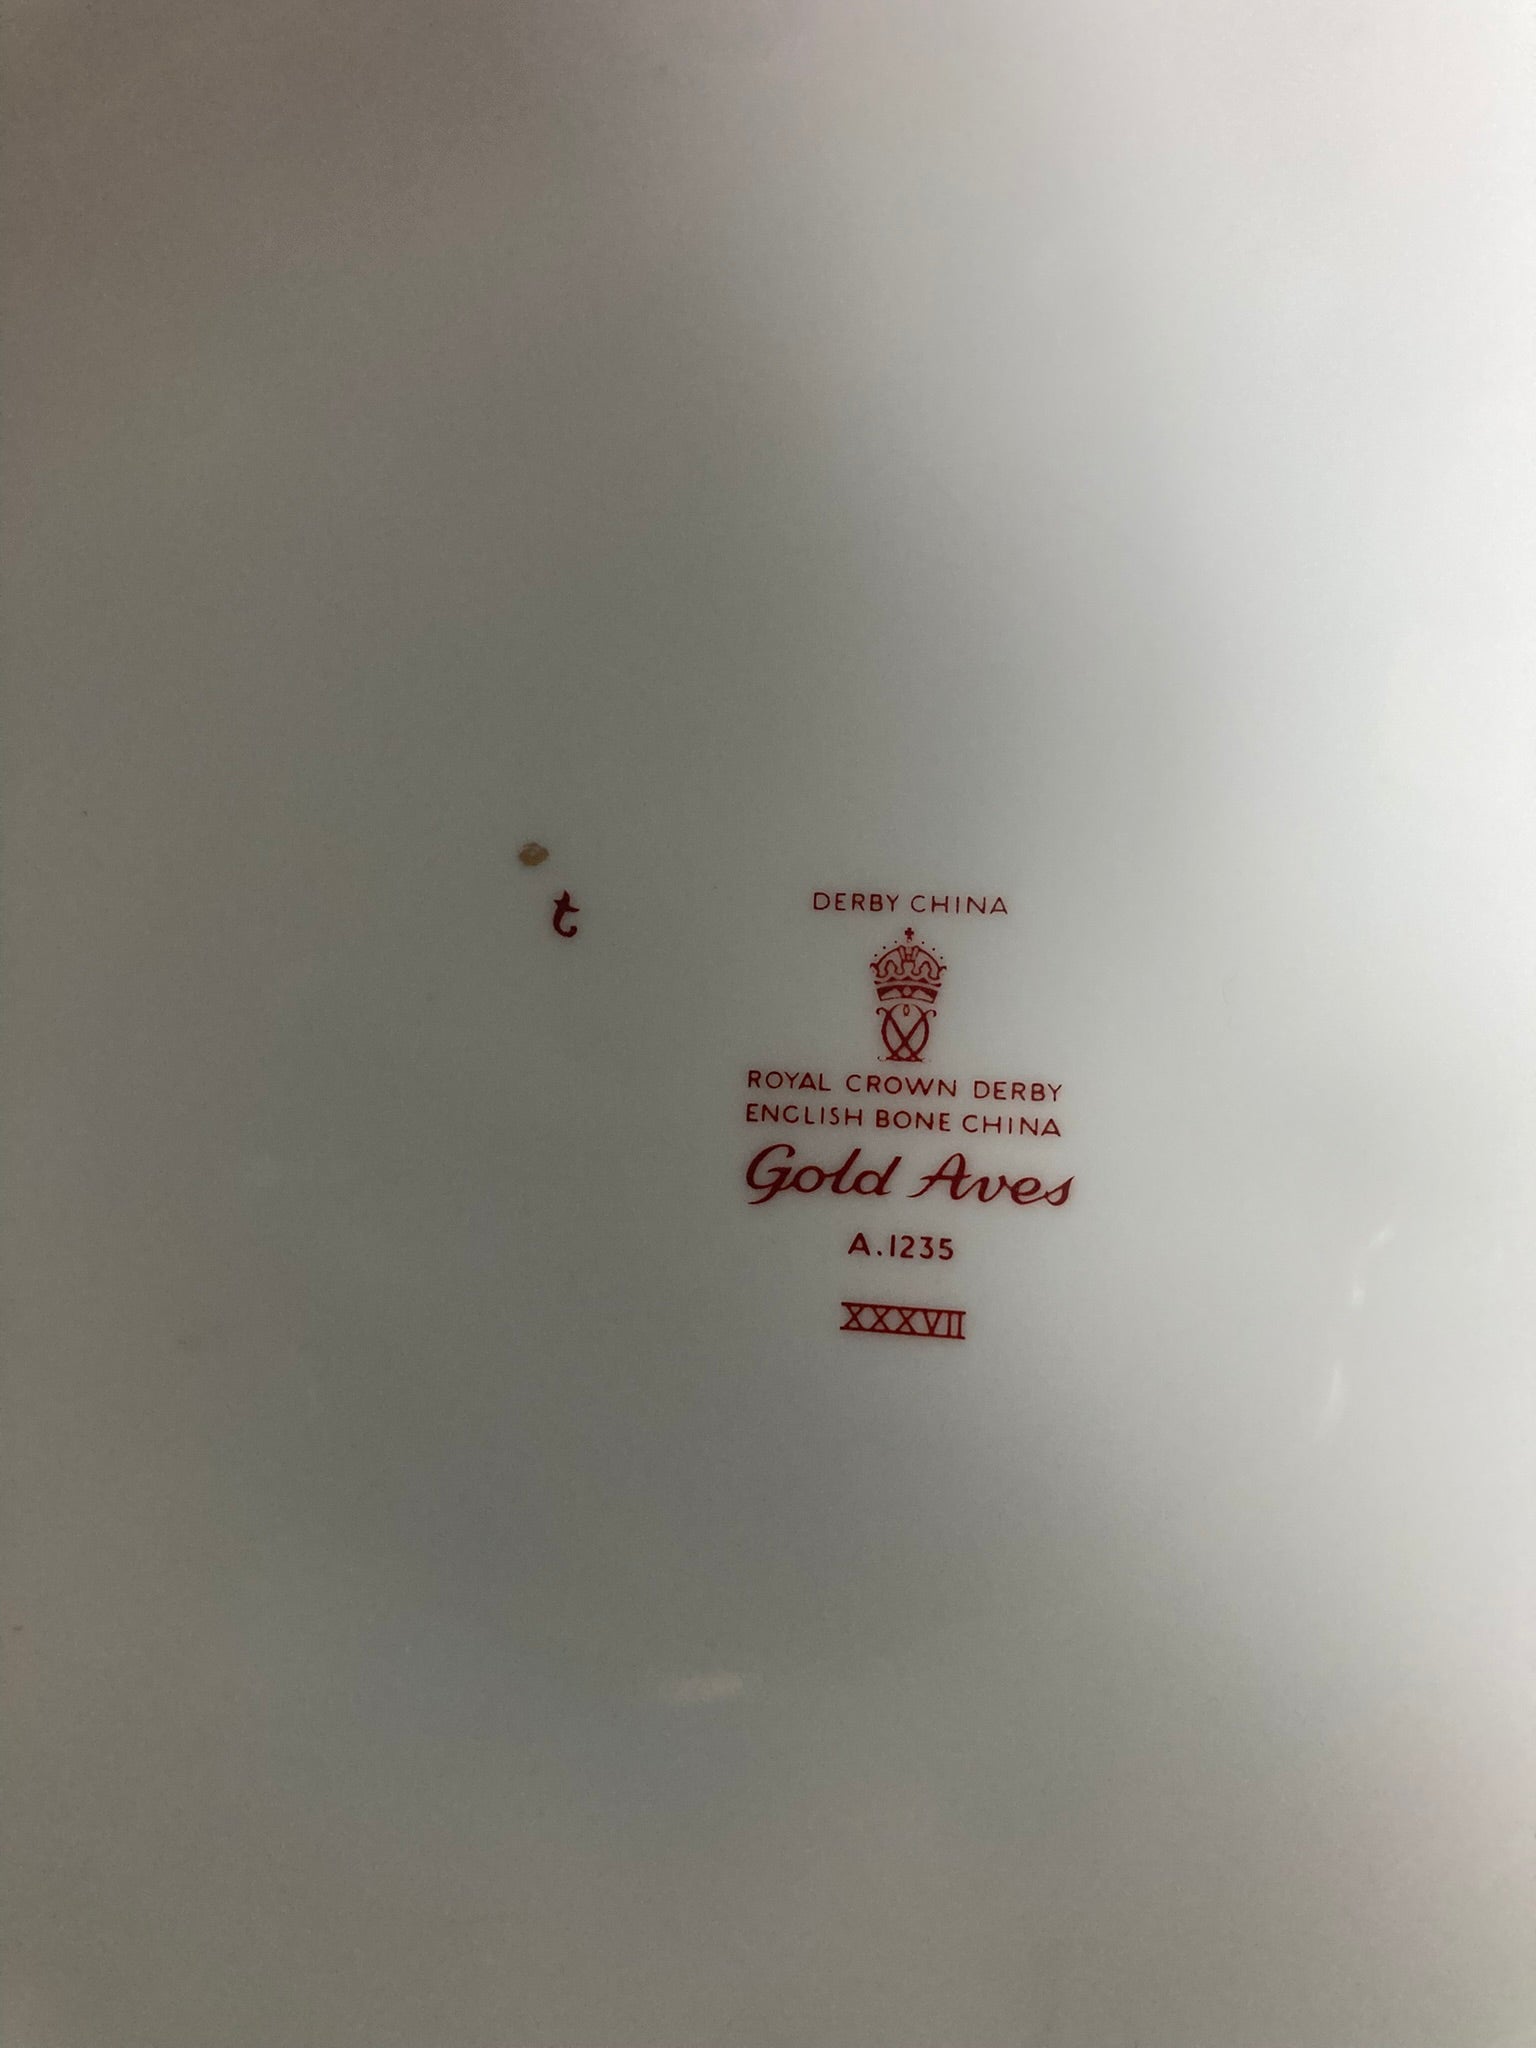 DERBY CHINA
t
ROYAL CROWN DERBY
ENGLISH BONE CHINA
Gold Aves
A.1235
XXXVII